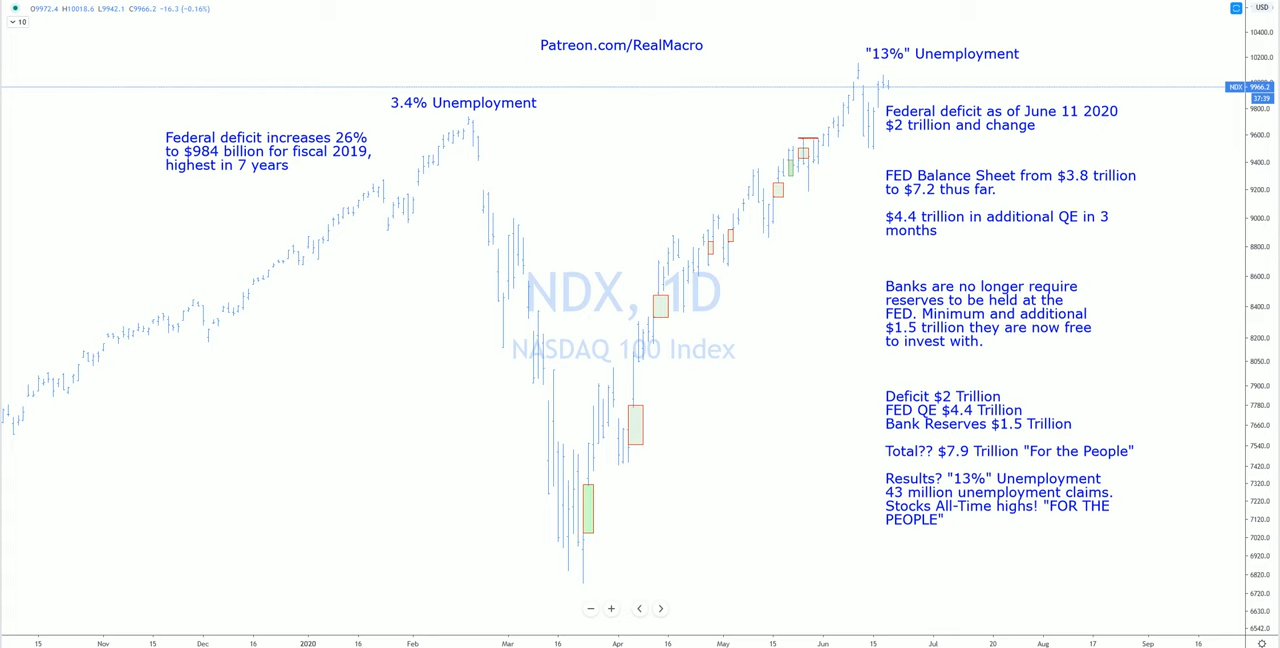 O9972.4 H10018.6 L9942.1 C9966.2 −16.3 (−0.16%)
10
USD
Patreon.com/RealMacro
"13%" Unemployment
3.4% Unemployment
Federal deficit increases 26%
to $984 billion for fiscal 2019,
highest in 7 years
Federal deficit as of June 11 2020
$2 trillion and change
FED Balance Sheet from $3.8 trillion
to $7.2 thus far.
$4.4 trillion in additional QE in 3
months
NDX, 1D
NASDAQ 100 Index
Banks are no longer require
reserves to be held at the
FED. Minimum and additional
$1.5 trillion they are now free
to invest with.
Deficit $2 Trillion
FED QE $4.4 Trillion
Bank Reserves $1.5 Trillion
Total?? $7.9 Trillion "For the People"
Results? "13%" Unemployment
43 million unemployment claims.
Stocks All-Time highs! "FOR THE
PEOPLE"
10400.0
10200.0
NDX 9966.2
37:39
9800.0
9600.0
9400.0
9200.0
9000.0
8800.0
8600.0
8400.0
8200.0
8050.0
7900.0
7780.0
7660.0
7540.0
7420.0
7320.0
7220.0
7120.0
7020.0
6920.0
6820.0
6720.0
6630.0
6542.0
15 Nov 15 Dec 16 2020 16 Feb Mar 16 Apr 16 May 15 Jun 15 Jul 20 Aug 17 Sep 16